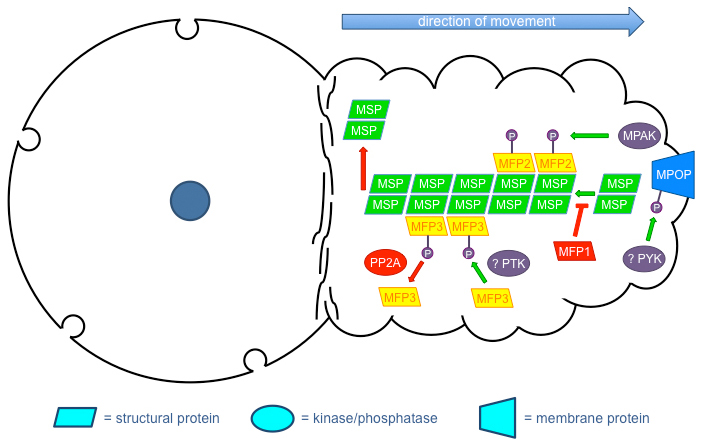 direction of movement
MSP
MSP
P P MPAK
MFP2 MFP2
MPOP
MSP MSP MSP MSP MSP MSP
MSP MSP MSP MSP MSP MSP
P
MFP3 MFP3
P P MFP1 ? PYK
PP2A ? PTK
MFP3 MFP3
= structural protein = kinase/phosphatase = membrane protein